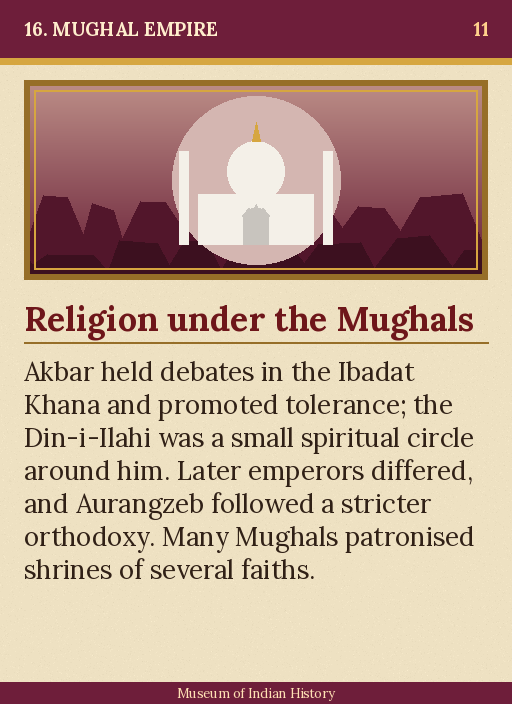 16. MUGHAL EMPIRE
11
Religion under the Mughals
Akbar held debates in the Ibadat
Khana and promoted tolerance; the
Din-i-Ilahi was a small spiritual circle
around him. Later emperors differed,
and Aurangzeb followed a stricter
orthodoxy. Many Mughals patronised
shrines of several faiths.
Museum of Indian History